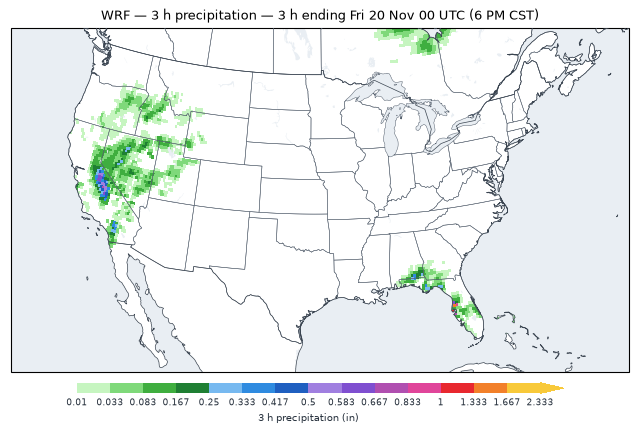 WRF — 3 h precipitation — 3 h ending Fri 20 Nov 00 UTC (6 PM CST)
0.01 0.033 0.083 0.167 0.25 0.333 0.417 0.5 0.583 0.667 0.833 1 1.333 1.667 2.333
3 h precipitation (in)